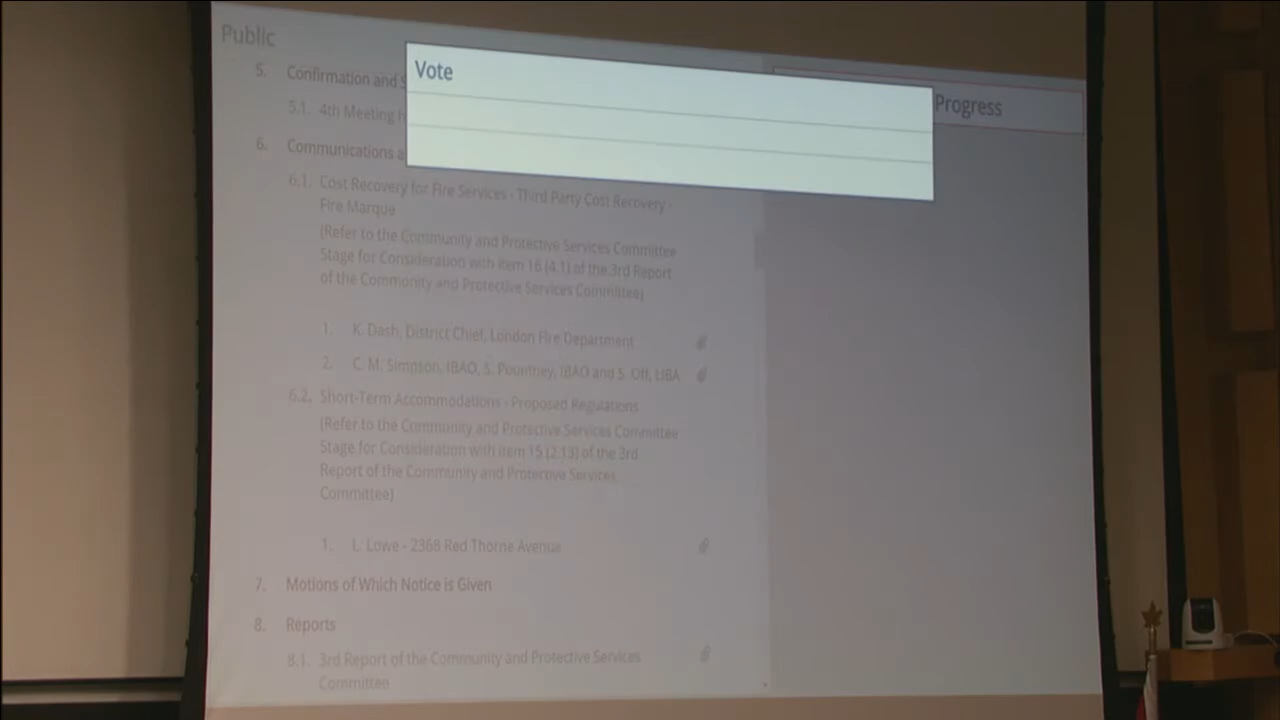 Public
Vote
5. Confirmation and S
Progress
5.1. 4th Meeting
6. Communications a
6.1. Cost Recovery for Fire Services - Third Party Cost Recovery -
Fire Marque
(Refer to the Community and Protective Services Committee
Stage for Consideration with item 16 (4.1) of the 3rd Report
of the Community and Protective Services Committee)
1. K. Dash, District Chief, London Fire Department
2. C. M. Simpson, IBAO, S. Pountney, IBAO and S. Off, LIBA
6.2. Short-Term Accommodations - Proposed Regulations
(Refer to the Community and Protective Services Committee
Stage for Consideration with item 15 (2.13) of the 3rd
Report of the Community and Protective Services
Committee)
1. L. Lowe - 2368 Red Thorne Avenue
7. Motions of Which Notice is Given
8. Reports
8.1. 3rd Report of the Community and Protective Services
Committee